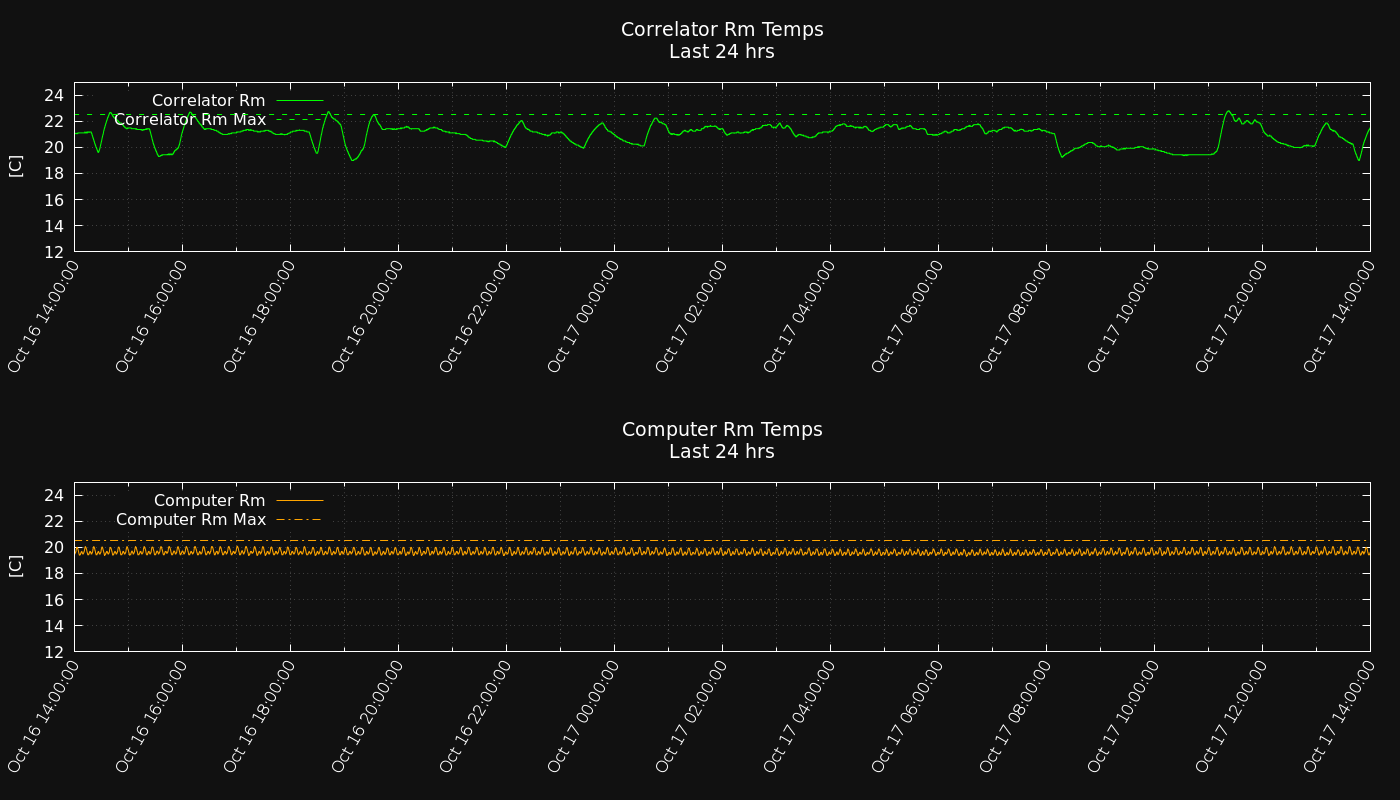 Correlator Rm Temps
Last 24 hrs
Correlator Rm
Correlator Rm Max
[C]
24
22
20
18
16
14
12
Oct 16 14:00:00
Oct 16 16:00:00
Oct 16 18:00:00
Oct 16 20:00:00
Oct 16 22:00:00
Oct 17 00:00:00
Oct 17 02:00:00
Oct 17 04:00:00
Oct 17 06:00:00
Oct 17 08:00:00
Oct 17 10:00:00
Oct 17 12:00:00
Oct 17 14:00:00
Computer Rm Temps
Last 24 hrs
Computer Rm
Computer Rm Max
[C]
24
22
20
18
16
14
12
Oct 16 14:00:00
Oct 16 16:00:00
Oct 16 18:00:00
Oct 16 20:00:00
Oct 16 22:00:00
Oct 17 00:00:00
Oct 17 02:00:00
Oct 17 04:00:00
Oct 17 06:00:00
Oct 17 08:00:00
Oct 17 10:00:00
Oct 17 12:00:00
Oct 17 14:00:00